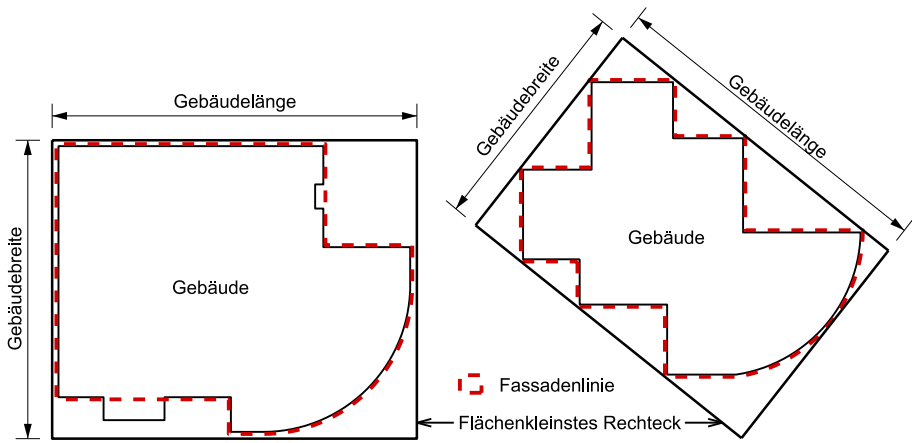 Gebäudelänge
Gebäudebreite
Gebäude
Gebäudebreite
Gebäudelänge
Gebäude
Fassadenlinie
Flächenkleinstes Rechteck